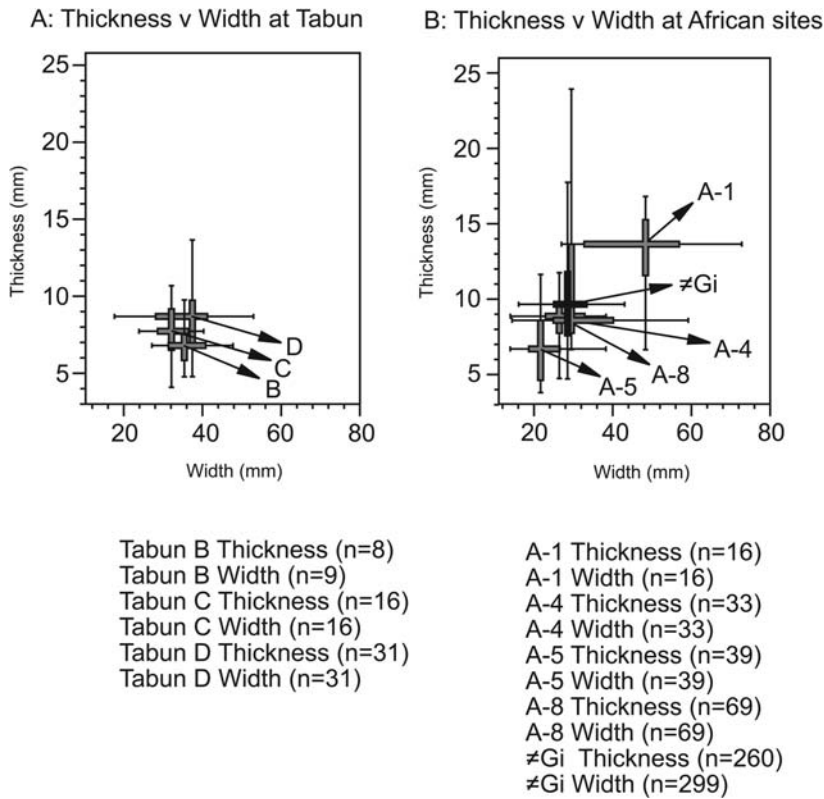 A: Thickness v Width at Tabun
B: Thickness v Width at African sites
25
20
15
10
5
Thickness (mm)
D
C
B
20 40 60 80
Width (mm)
25
20
15
10
5
Thickness (mm)
A-1
≠Gi
A-4
A-8
A-5
20 40 60 80
Width (mm)
Tabun B Thickness (n=8)
Tabun B Width (n=9)
Tabun C Thickness (n=16)
Tabun C Width (n=16)
Tabun D Thickness (n=31)
Tabun D Width (n=31)
A-1 Thickness (n=16)
A-1 Width (n=16)
A-4 Thickness (n=33)
A-4 Width (n=33)
A-5 Thickness (n=39)
A-5 Width (n=39)
A-8 Thickness (n=69)
A-8 Width (n=69)
≠Gi Thickness (n=260)
≠Gi Width (n=299)